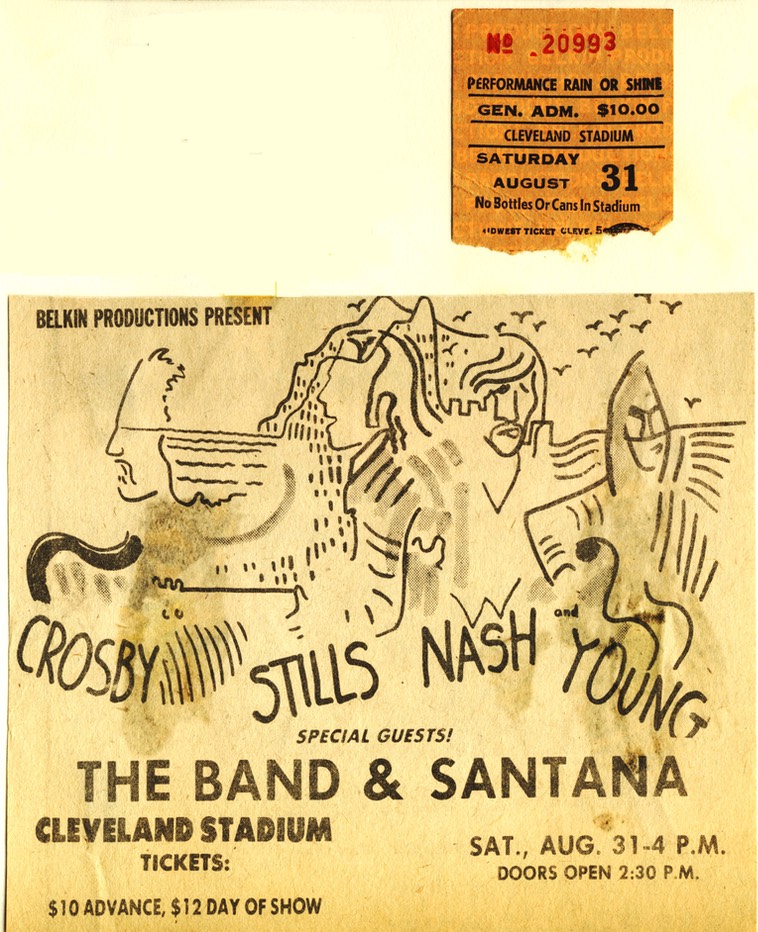 No 20993
PERFORMANCE RAIN OR SHINE
GEN. ADM. $10.00
CLEVELAND STADIUM
SATURDAY
AUGUST 31
No Bottles Or Cans In Stadium
TICKET CLEVE.
BELKIN PRODUCTIONS PRESENT
CROSBY STILLS NASH and YOUNG
SPECIAL GUESTS!
THE BAND & SANTANA
CLEVELAND STADIUM
TICKETS:
$10 ADVANCE, $12 DAY OF SHOW
SAT., AUG. 31-4 P.M.
DOORS OPEN 2:30 P.M.